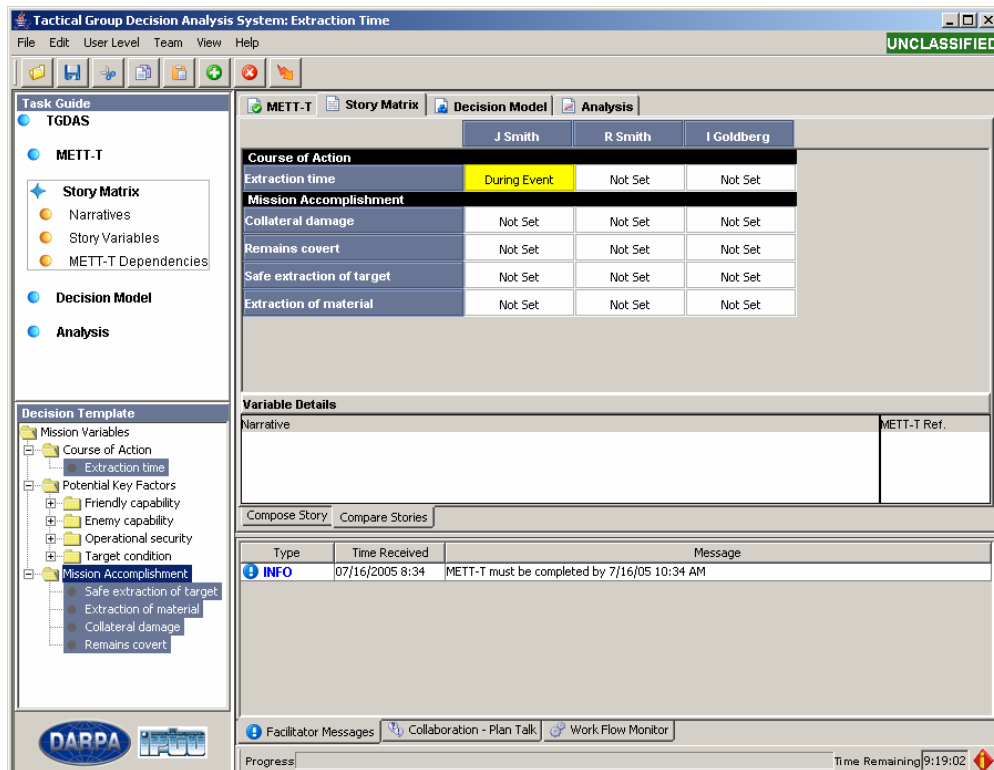 Tactical Group Decision Analysis System: Extraction Time
File Edit User Level Team View Help
UNCLASSIFIED
Task Guide
TGDAS
METT-T
Story Matrix
Narratives
Story Variables
METT-T Dependencies
Decision Model
Analysis
Decision Template
Mission Variables
Course of Action
Extraction time
Potential Key Factors
Friendly capability
Enemy capability
Operational security
Target condition
Mission Accomplishment
Safe extraction of target
Extraction of material
Collateral damage
Remains covert
DARPA
METT-T Story Matrix Decision Model Analysis
J Smith R Smith I Goldberg
Course of Action
Extraction time During Event Not Set Not Set
Mission Accomplishment
Collateral damage Not Set Not Set Not Set
Remains covert Not Set Not Set Not Set
Safe extraction of target Not Set Not Set Not Set
Extraction of material Not Set Not Set Not Set
Variable Details
Narrative METT-T Ref.
Compose Story Compare Stories
Type Time Received Message
INFO 07/16/2005 8:34 METT-T must be completed by 7/16/05 10:34 AM
Facilitator Messages Collaboration - Plan Talk Work Flow Monitor
Progress Time Remaining 9:19:02